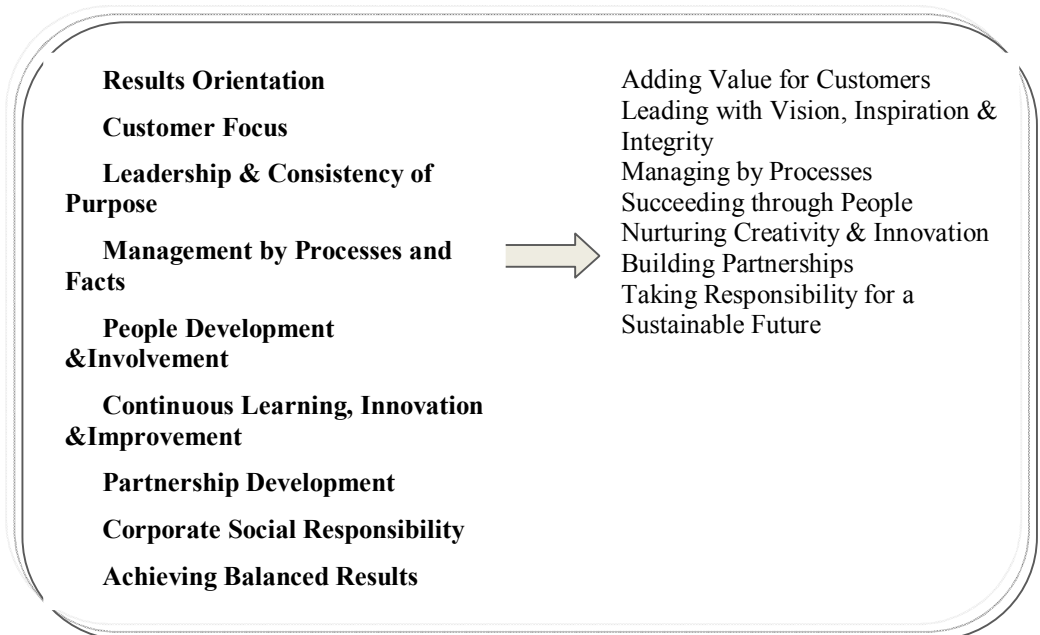 Results Orientation
Customer Focus
Leadership & Consistency of
Purpose
Management by Processes and
Facts
People Development
&Involvement
Continuous Learning, Innovation
&Improvement
Partnership Development
Corporate Social Responsibility
Achieving Balanced Results
Adding Value for Customers
Leading with Vision, Inspiration &
Integrity
Managing by Processes
Succeeding through People
Nurturing Creativity & Innovation
Building Partnerships
Taking Responsibility for a
Sustainable Future